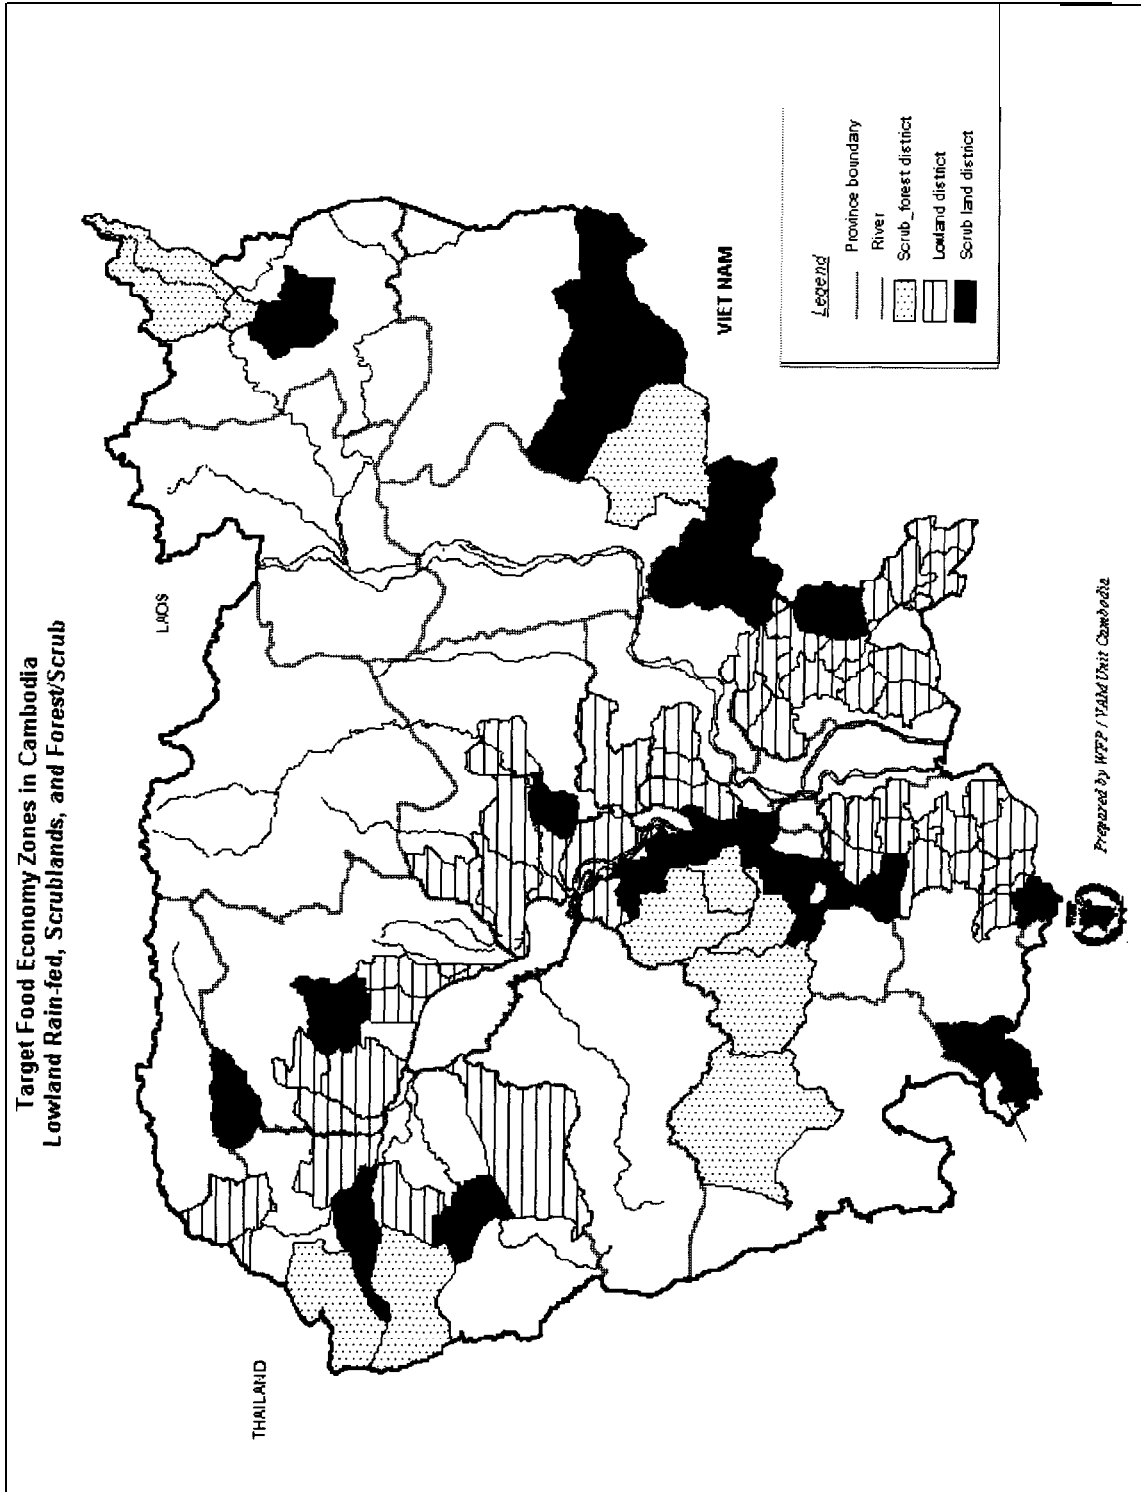 Target Food Economy Zones in Cambodia
Lowland Rain-fed, Scrublands, and Forest/Scrub
LAOS
THAILAND
VIET NAM
Legend
Province boundary
River
Scrub_forest district
Lowland district
Scrub land district
Prepared by WFP / VAM Unit Cambodia